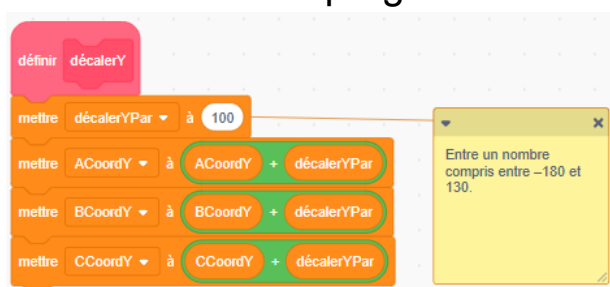 définir décalerY
mettre décalerYPar à 100
mettre ACoordY à ACoordY + décalerYPar
mettre BCoordY à BCoordY + décalerYPar
mettre CCoordY à CCoordY + décalerYPar
Entre un nombre
compris entre –180 et
130.